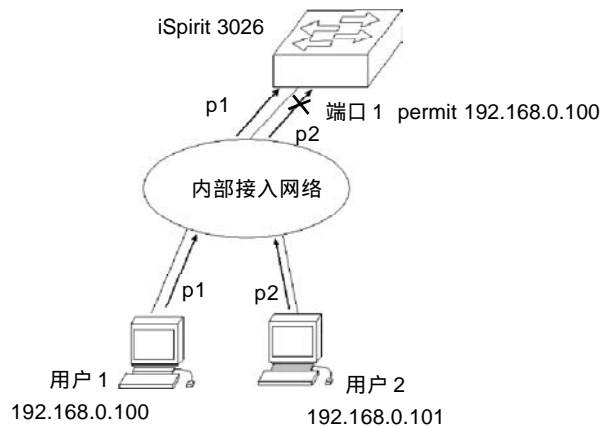 iSpirit 3026
p1
端口 1 permit 192.168.0.100
p2
内部接入网络
p1
p2
用户 1
用户 2
192.168.0.100
192.168.0.101